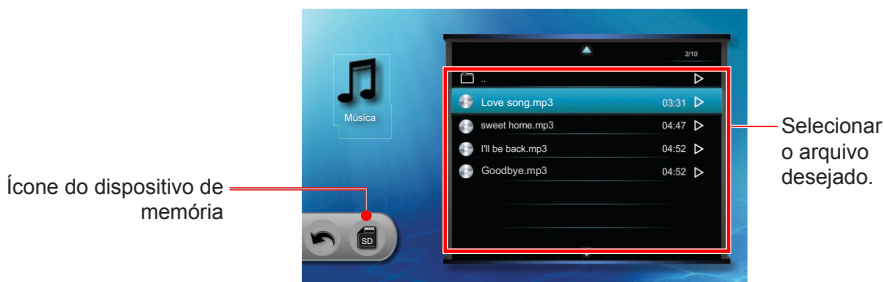 2/10
..
Love song.mp3 03:31
sweet home.mp3 04:47
I'll be back.mp3 04:52
Goodbye.mp3 04:52
Música
SD
Ícone do dispositivo de
memória
Selecionar
o arquivo
desejado.